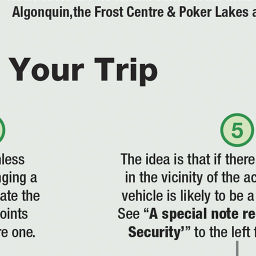 Algonquin,the Frost Centre & Poker Lakes a
Your Trip
less
ging a
ate the
oints
re one.
5
The idea is that if there
in the vicinity of the ac
vehicle is likely to be a
See “A special note re
Security’” to the left f